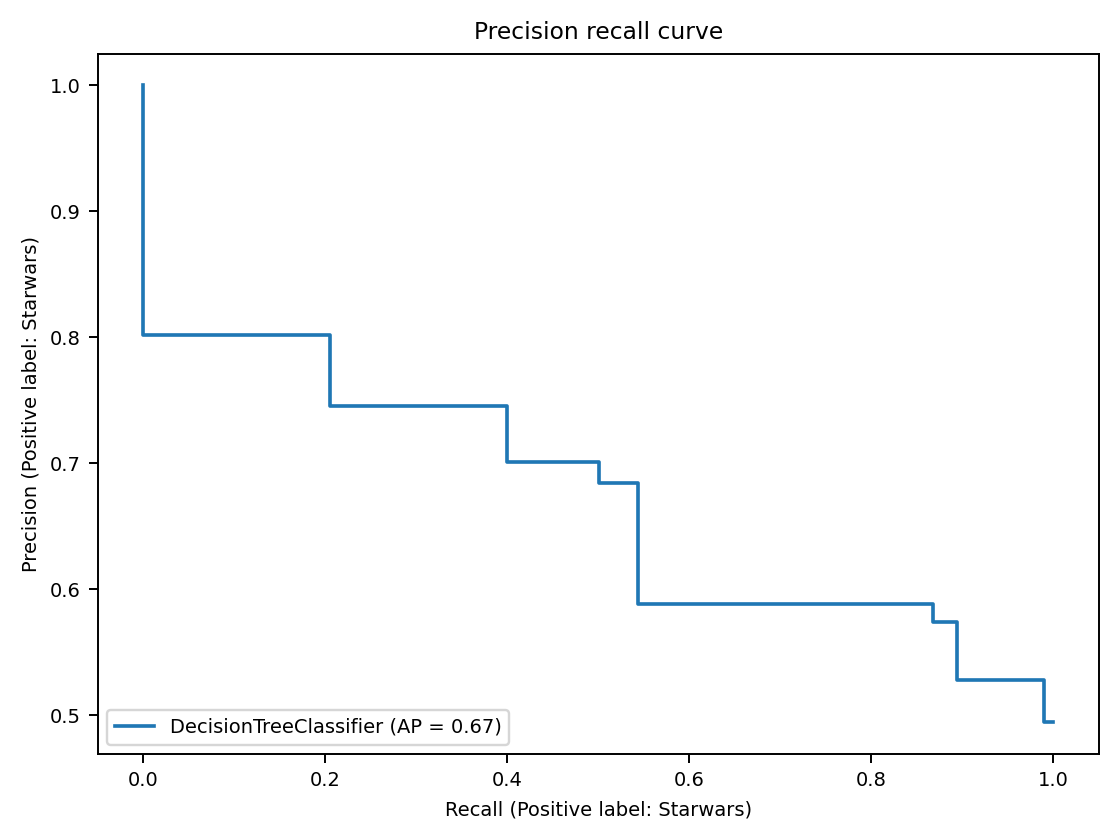 Precision recall curve
1.0
0.9
0.8
0.7
0.6
0.5
Precision (Positive label: Starwars)
DecisionTreeClassifier (AP = 0.67)
0.0 0.2 0.4 0.6 0.8 1.0
Recall (Positive label: Starwars)